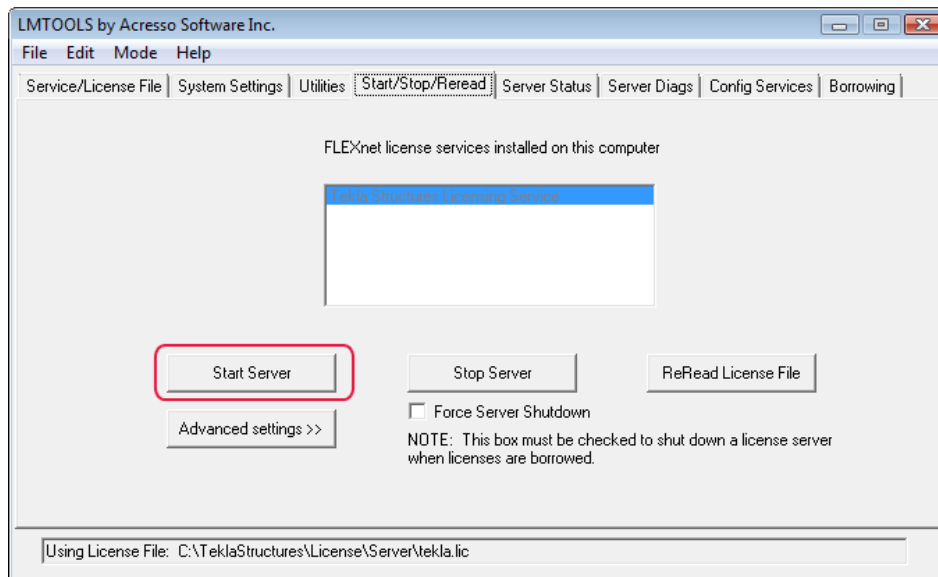 LMTOOLS by Acresso Software Inc.
File Edit Mode Help
Service/License File System Settings Utilities Start/Stop/Reread Server Status Server Diags Config Services Borrowing
FLEXnet license services installed on this computer
Tekla Structures Licensing Service
Start Server Stop Server ReRead License File
Advanced settings >> Force Server Shutdown
NOTE: This box must be checked to shut down a license server
when licenses are borrowed.
Using License File: C:\TeklaStructures\License\Server\tekla.lic